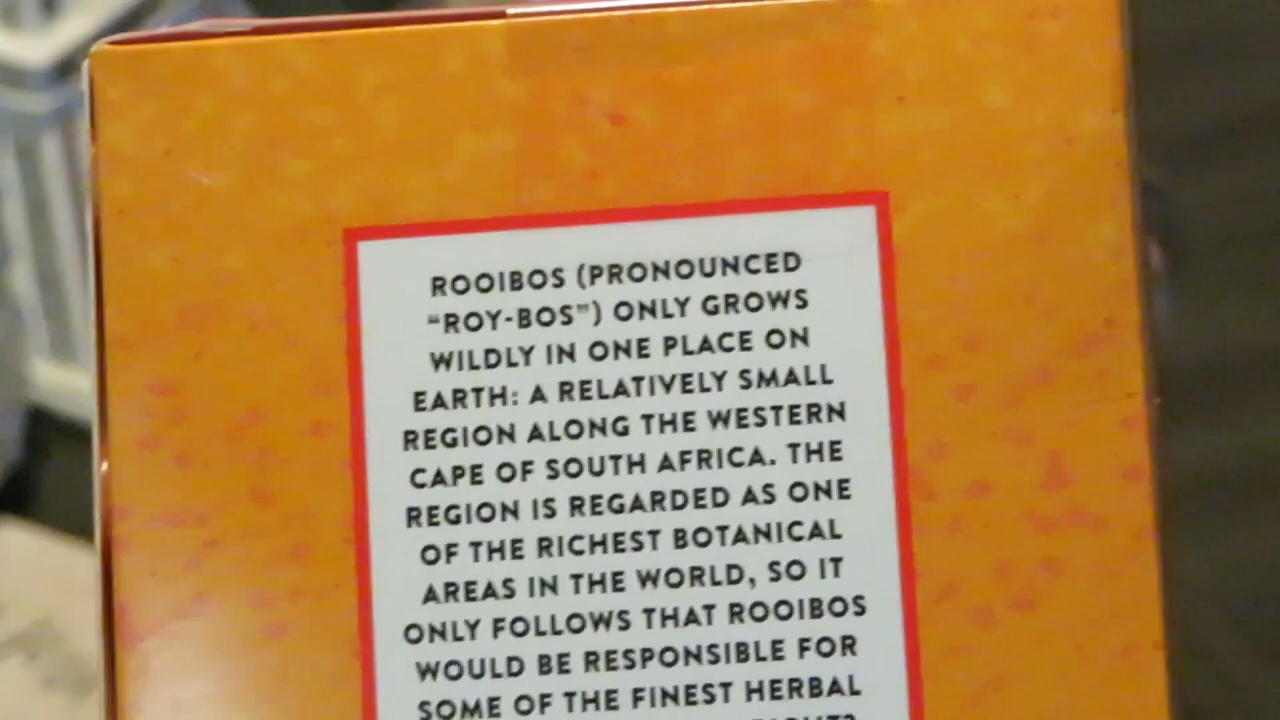 ROOIBOS (PRONOUNCED
“ROY-BOS”) ONLY GROWS
WILDLY IN ONE PLACE ON
EARTH: A RELATIVELY SMALL
REGION ALONG THE WESTERN
CAPE OF SOUTH AFRICA. THE
REGION IS REGARDED AS ONE
OF THE RICHEST BOTANICAL
AREAS IN THE WORLD, SO IT
ONLY FOLLOWS THAT ROOIBOS
WOULD BE RESPONSIBLE FOR
SOME OF THE FINEST HERBAL